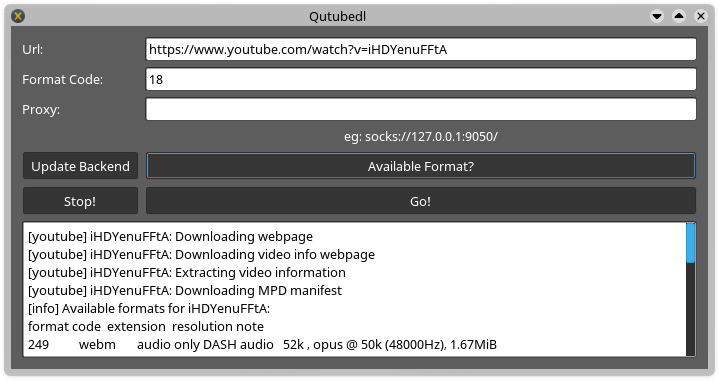 Qutubedl
Url: https://www.youtube.com/watch?v=iHDYenuFFtA
Format Code: 18
Proxy:
eg: socks://127.0.0.1:9050/
Update Backend Available Format?
Stop! Go!
[youtube] iHDYenuFFtA: Downloading webpage
[youtube] iHDYenuFFtA: Downloading video info webpage
[youtube] iHDYenuFFtA: Extracting video information
[youtube] iHDYenuFFtA: Downloading MPD manifest
[info] Available formats for iHDYenuFFtA:
format code extension resolution note
249 webm audio only DASH audio 52k , opus @ 50k (48000Hz), 1.67MiB